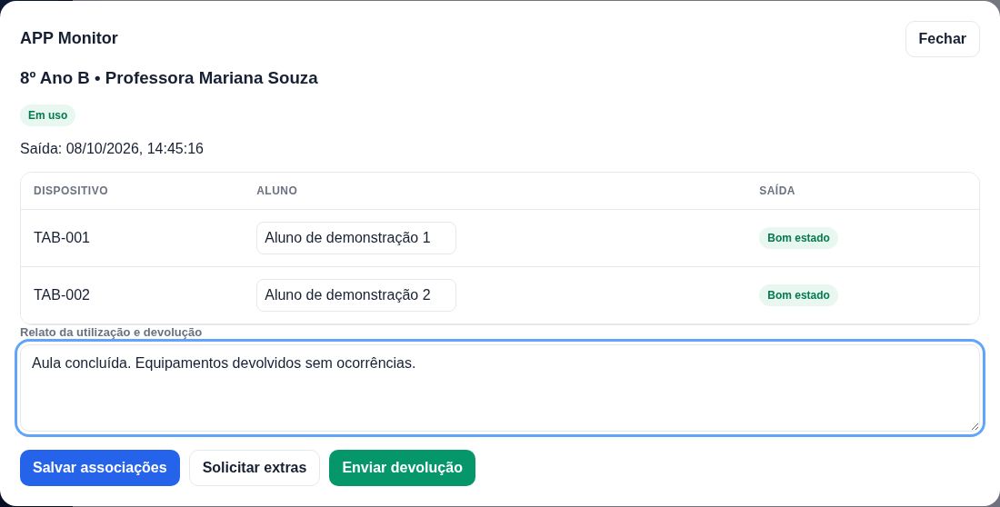 APP Monitor
Fechar
8º Ano B • Professora Mariana Souza
Em uso
Saída: 08/10/2026, 14:45:16
DISPOSITIVO ALUNO SAÍDA
TAB-001 Aluno de demonstração 1 Bom estado
TAB-002 Aluno de demonstração 2 Bom estado
Relato da utilização e devolução
Aula concluída. Equipamentos devolvidos sem ocorrências.
Salvar associações Solicitar extras Enviar devolução